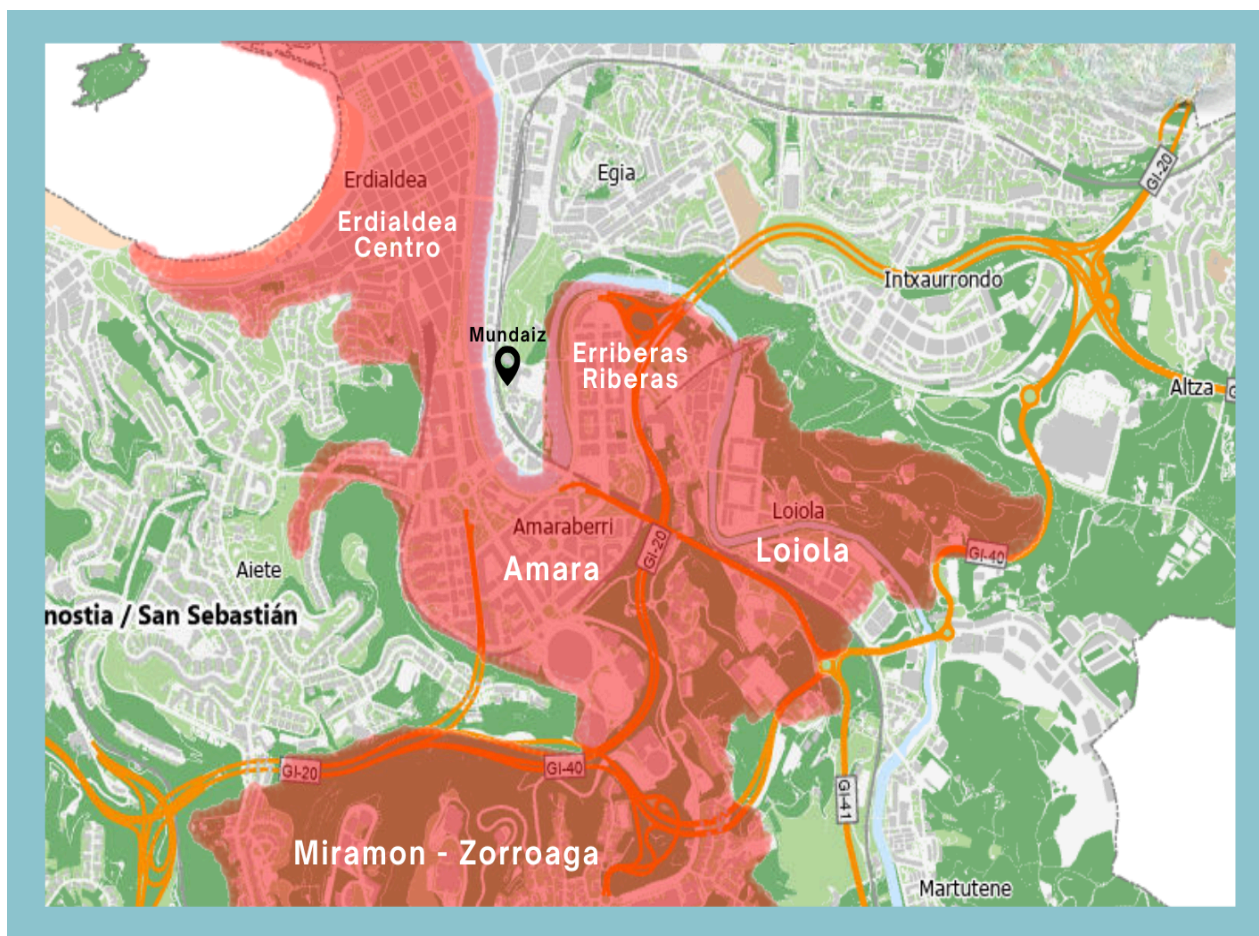 GI-20
Erdialdea
Egia
Erdialdea
Centro
Intxaurrondo
Mundaiz
Erriberas
Riberas
Altza
Loiola
Amaraberri
GI-20
Loiola
GI-40
Amara
Aiete
nostia / San Sebastián
GI-20
GI-40
GI-41
Miramon - Zorroaga
Martutene